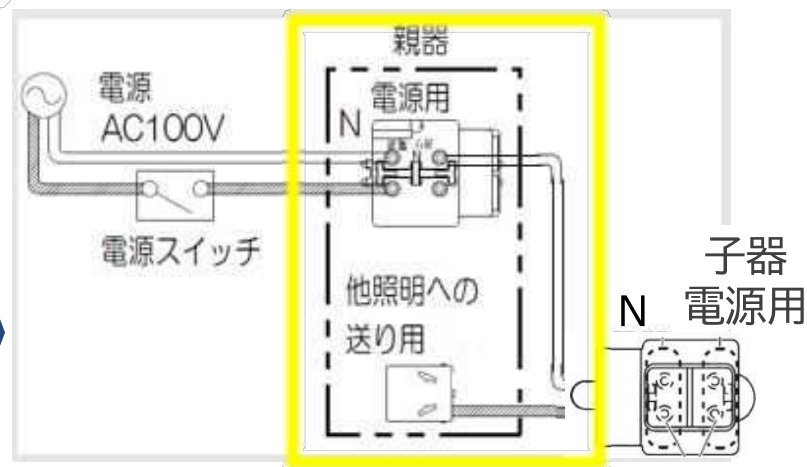 親器
電源
AC100V
電源用
N
電源スイッチ
他照明への
送り用
子器
N 電源用